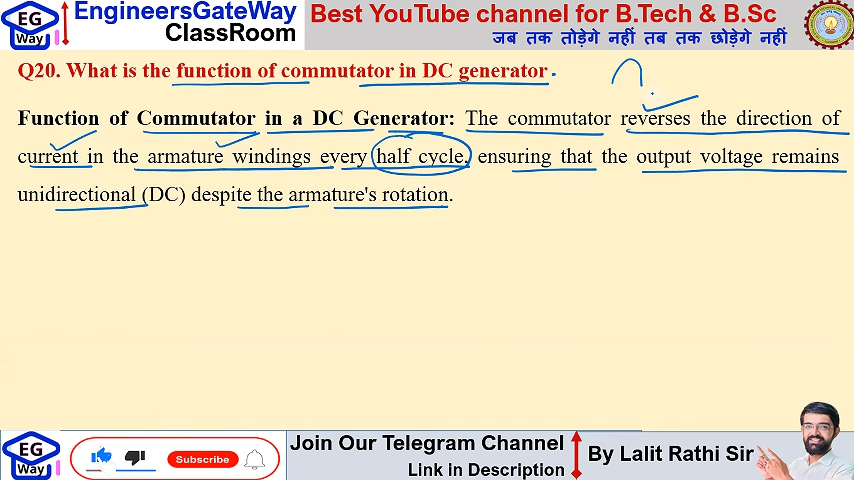 EG
Way
EngineersGateWay
ClassRoom
Best YouTube channel for B.Tech & B.Sc
जब तक तोड़ेगे नहीं तब तक छोड़ेगे नहीं
Q20. What is the function of commutator in DC generator.
Function of Commutator in a DC Generator: The commutator reverses the direction of
current in the armature windings every half cycle, ensuring that the output voltage remains
unidirectional (DC) despite the armature's rotation.
EG
Way
Subscribe
Join Our Telegram Channel
Link in Description
By Lalit Rathi Sir